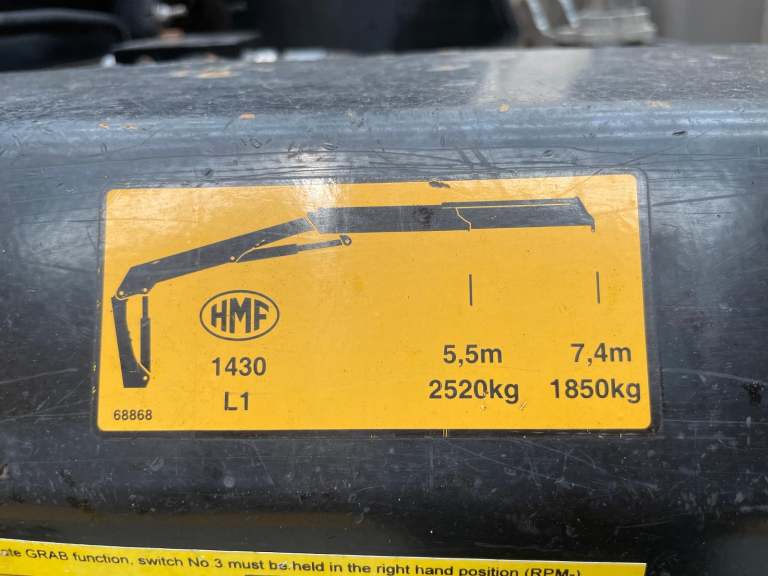 HMF
1430
L1
5,5m 7,4m
2520kg 1850kg
68868
GRAB function, switch No 3 must be held in the right hand position (RPM-)